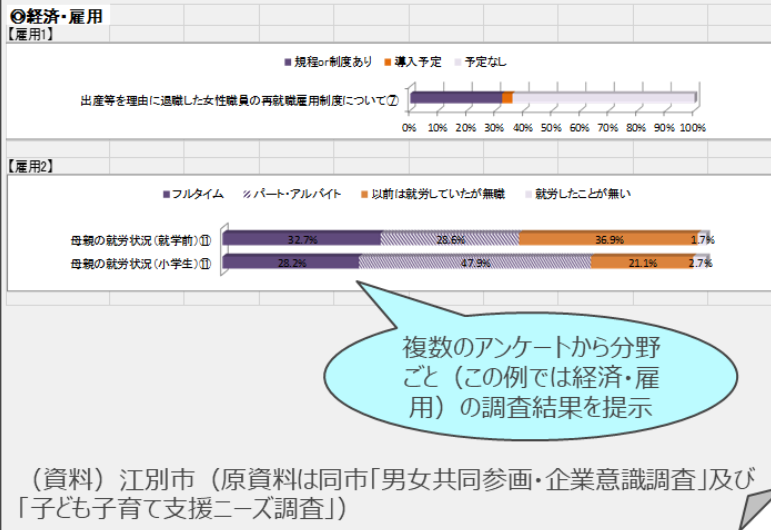 ◎経済・雇用
【雇用1】
■規程or制度あり ■導入予定 ■予定なし
出産等を理由に退職した女性職員の再就職雇用制度について⑦
0% 10% 20% 30% 40% 50% 60% 70% 80% 90% 100%
【雇用2】
■フルタイム パート・アルバイト ■以前は就労していたが無職 就労したことが無い
母親の就労状況(就学前)⑪ 32.7% 28.6% 36.9% 1.7%
母親の就労状況(小学生)⑪ 28.2% 47.9% 21.1% 2.7%
複数のアンケートから分野
ごと（この例では経済・雇
用）の調査結果を提示
（資料）江別市（原資料は同市「男女共同参画・企業意識調査」及び
「子ども子育て支援ニーズ調査」）